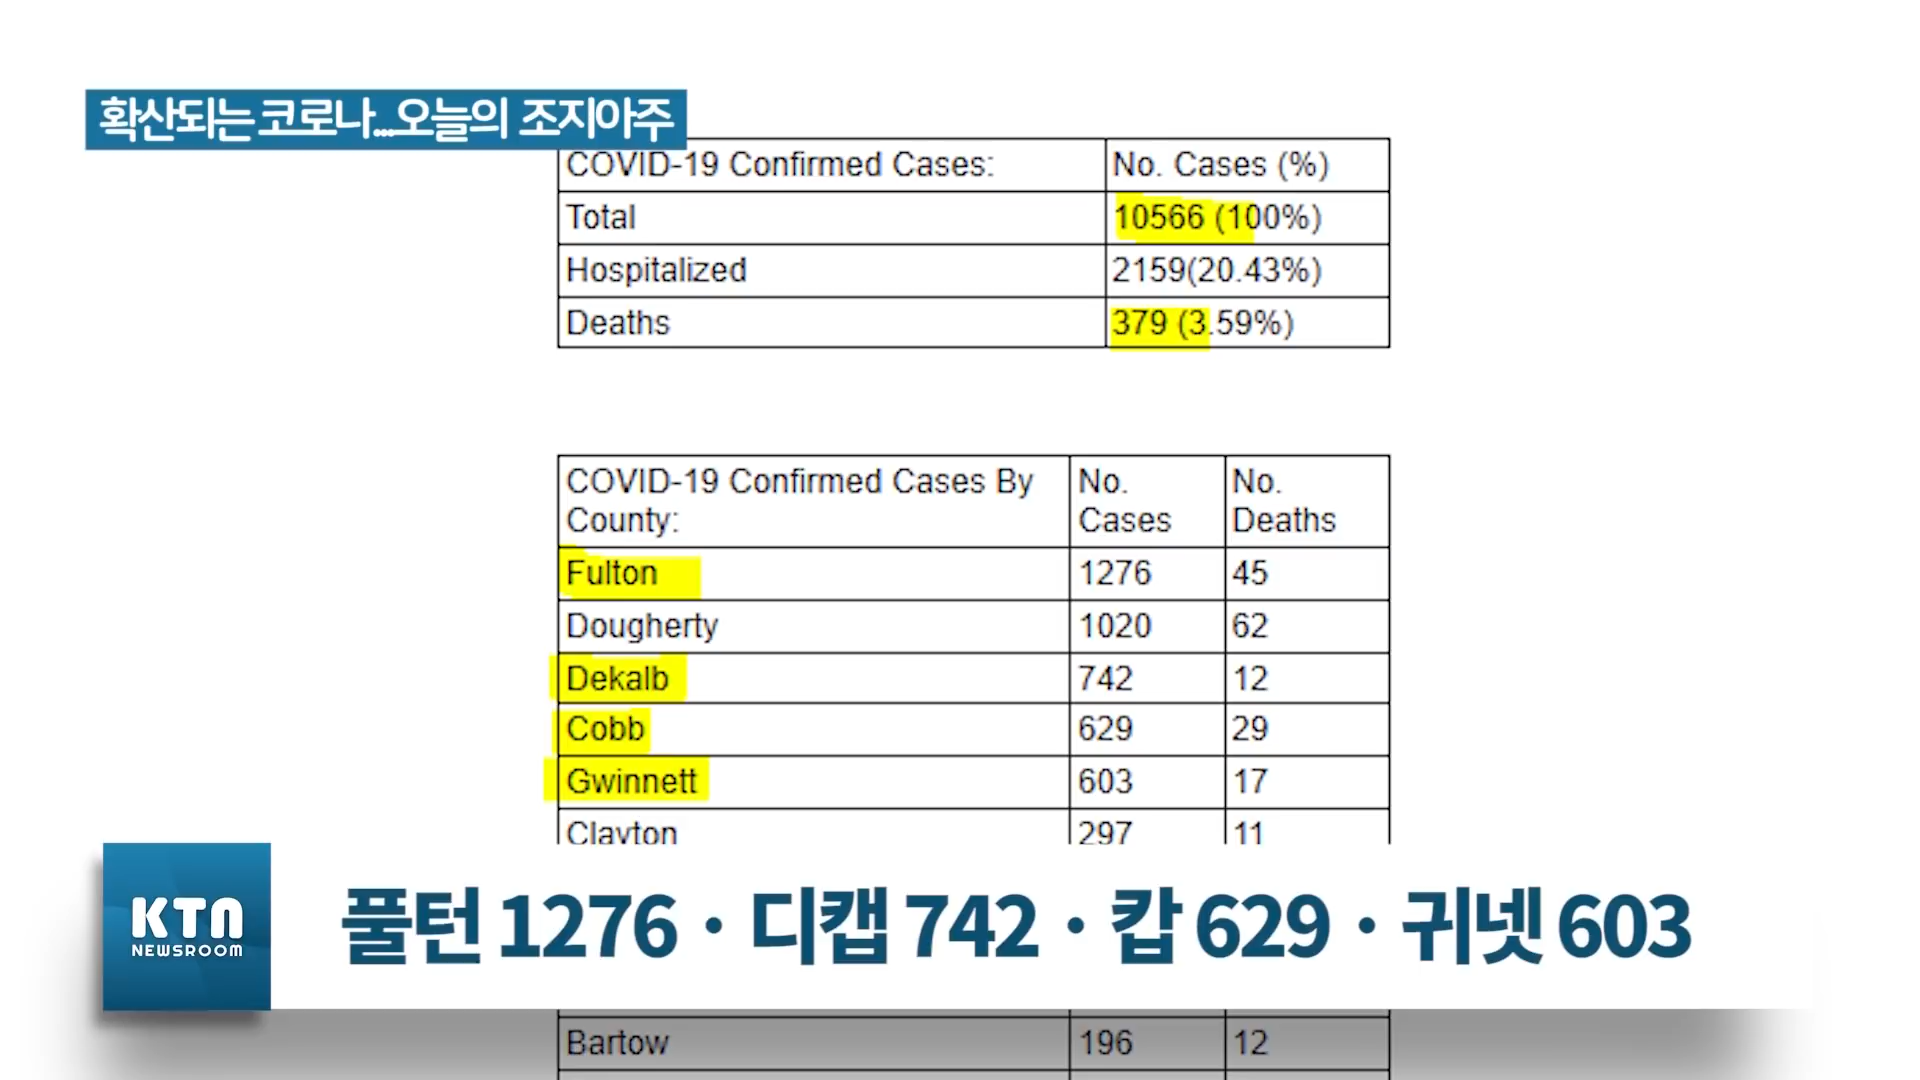 확산되는 코로나...오늘의 조지아주
COVID-19 Confirmed Cases: No. Cases (%)
Total 10566 (100%)
Hospitalized 2159(20.43%)
Deaths 379 (3.59%)
COVID-19 Confirmed Cases By County: No. Cases No. Deaths
Fulton 1276 45
Dougherty 1020 62
Dekalb 742 12
Cobb 629 29
Gwinnett 603 17
Clayton 297 11
KTN NEWSROOM
풀턴 1276 · 디캡 742 · 캅 629 · 귀넷 603
Bartow 196 12